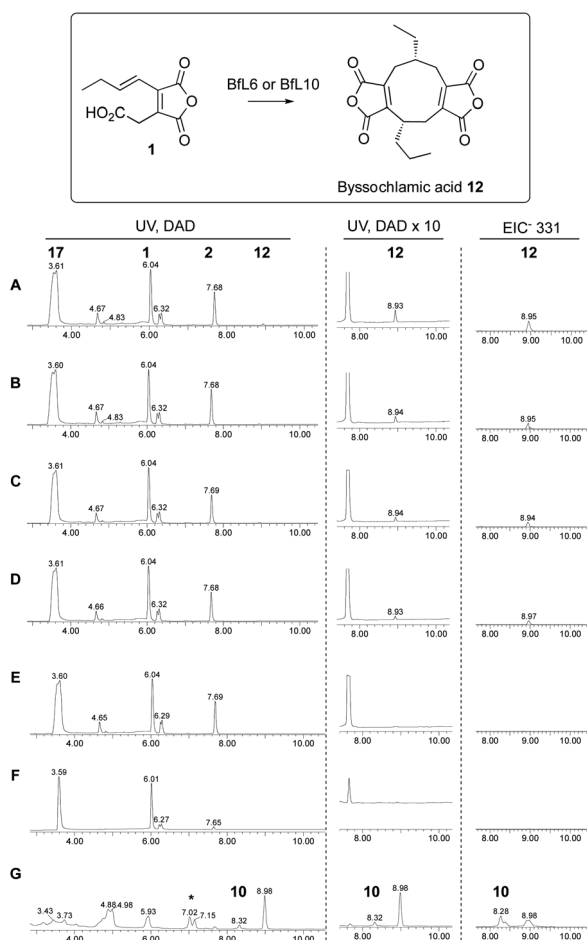 O
O
O
HO₂C
1
BfL6 or BfL10
O
O
O
O
O
O
Byssochlamic acid 12
UV, DAD
UV, DAD x 10
EIC⁻ 331
17 1 2 12
12
12
A
3.61 4.67 4.83 6.04 6.32 7.68
8.93
8.95
4.00 6.00 8.00 10.00
8.00 10.00
8.00 9.00 10.00
B
3.60 4.67 4.83 6.04 6.32 7.68
8.94
8.95
4.00 6.00 8.00 10.00
8.00 10.00
8.00 9.00 10.00
C
3.61 4.67 6.04 6.32 7.69
8.94
8.94
4.00 6.00 8.00 10.00
8.00 10.00
8.00 9.00 10.00
D
3.61 4.66 6.04 6.32 7.68
8.93
8.97
4.00 6.00 8.00 10.00
8.00 10.00
8.00 9.00 10.00
E
3.60 4.65 6.04 6.29 7.69
4.00 6.00 8.00 10.00
8.00 10.00
8.00 9.00 10.00
F
3.59 6.01 6.27 7.65
4.00 6.00 8.00 10.00
8.00 10.00
8.00 9.00 10.00
G
3.43 3.73 4.88 4.98 5.93 * 7.02 7.15 10 8.32 8.98
10 8.32 8.98
10 8.28 8.98
4.00 6.00 8.00 10.00
8.00 10.00
8.00 9.00 10.00